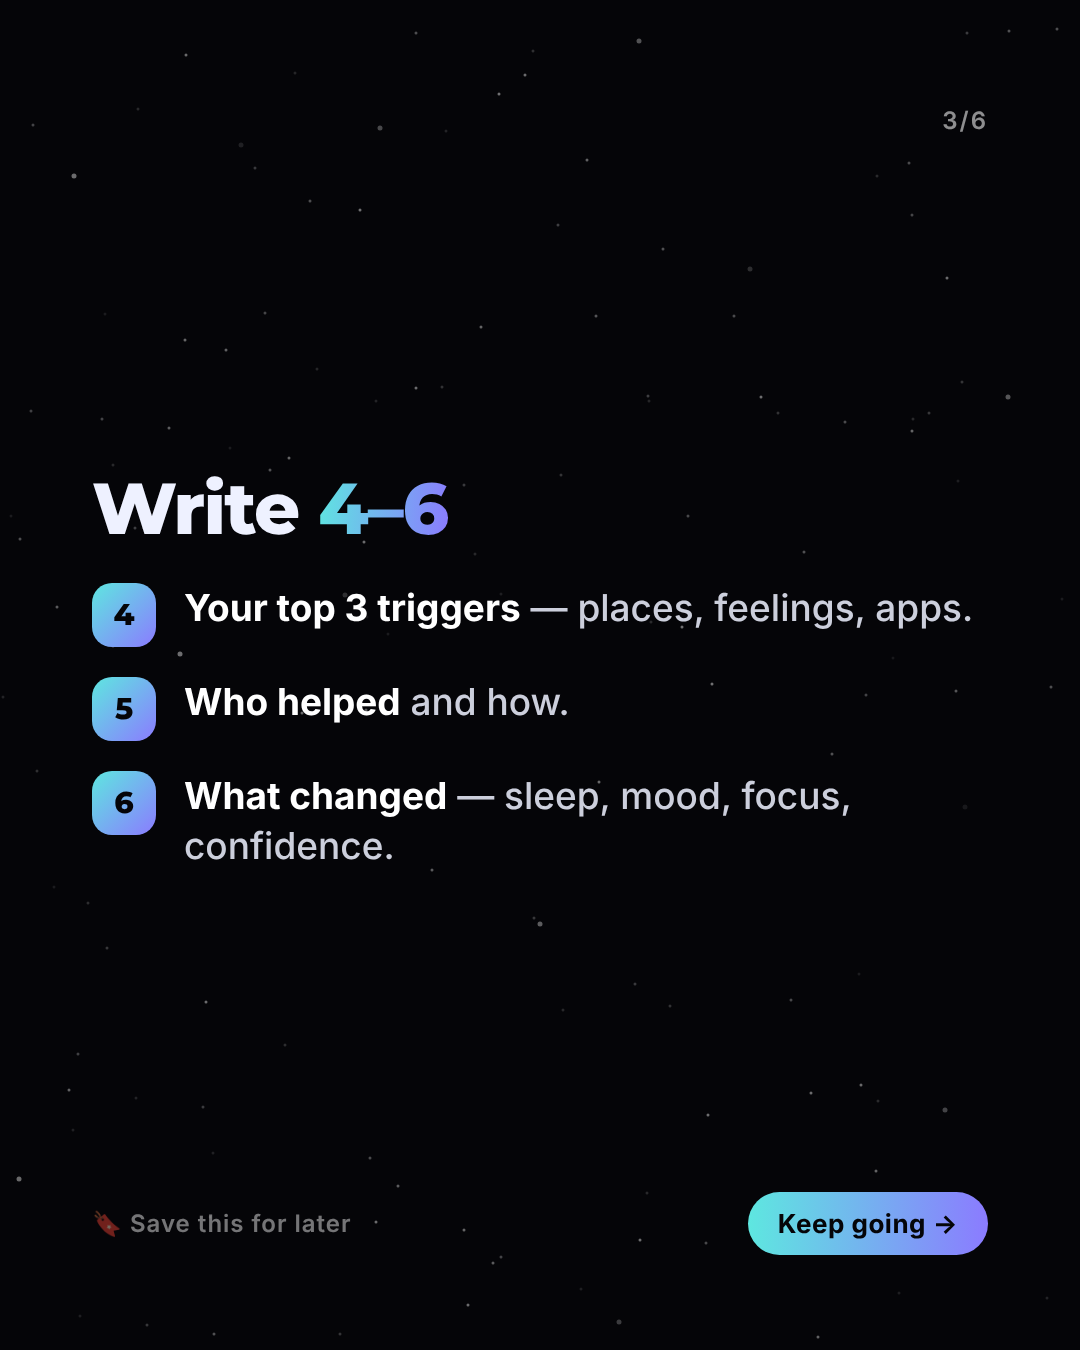 3/6
Write 4–6
4 Your top 3 triggers — places, feelings, apps.
5 Who helped and how.
6 What changed — sleep, mood, focus,
confidence.
Save this for later
Keep going →